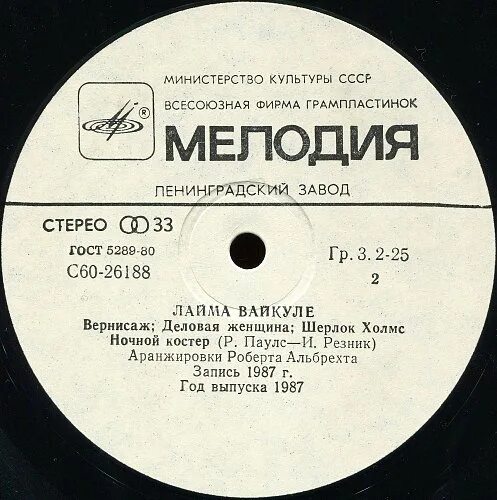 МИНИСТЕРСТВО КУЛЬТУРЫ СССР
ВСЕСОЮЗНАЯ ФИРМА ГРАМПЛАСТИНОК
®
МЕЛОДИЯ
ЛЕНИНГРАДСКИЙ ЗАВОД
СТЕРЕО 33
ГОСТ 5289-80
С60-26188
Гр. 3. 2-25
2
ЛАЙМА ВАЙКУЛЕ
Вернисаж; Деловая женщина; Шерлок Холмс
Ночной костер (Р. Паулс—И. Резник)
Аранжировки Роберта Альбрехта
Запись 1987 г.
Год выпуска 1987